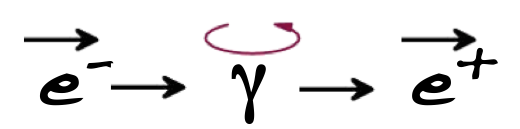 e⁻ → γ → e⁺